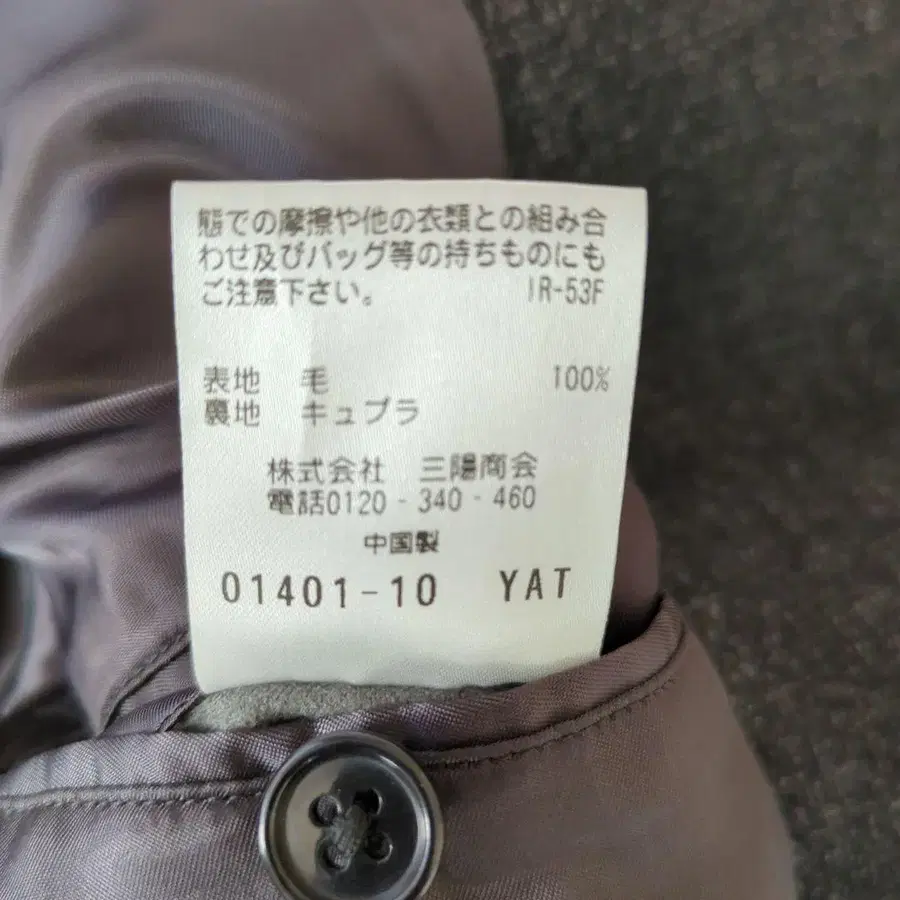 態での摩擦や他の衣類との組み合
わせ及びバッグ等の持ちものにも
ご注意下さい。 IR-53F
表地 毛 100%
裏地 キュプラ
株式会社 三陽商会
電話0120-340-460
中国製
01401-10 YAT